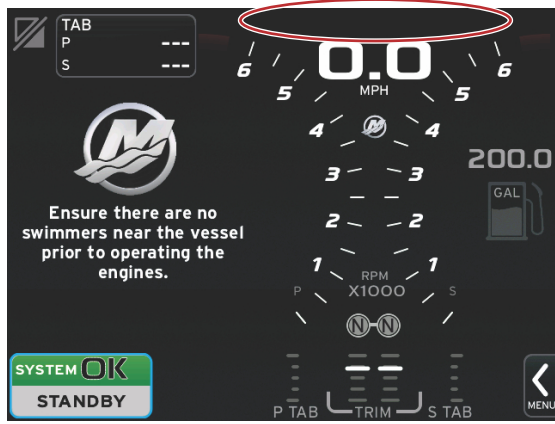 TAB
P ---
S ---
0.0
MPH
6 6
5 5
4 4
3 3
2 2
1 1
RPM
X1000
P S
N N
200.0
GAL
Ensure there are no
swimmers near the vessel
prior to operating the
engines.
SYSTEM OK
STANDBY
P TAB TRIM S TAB
MENU